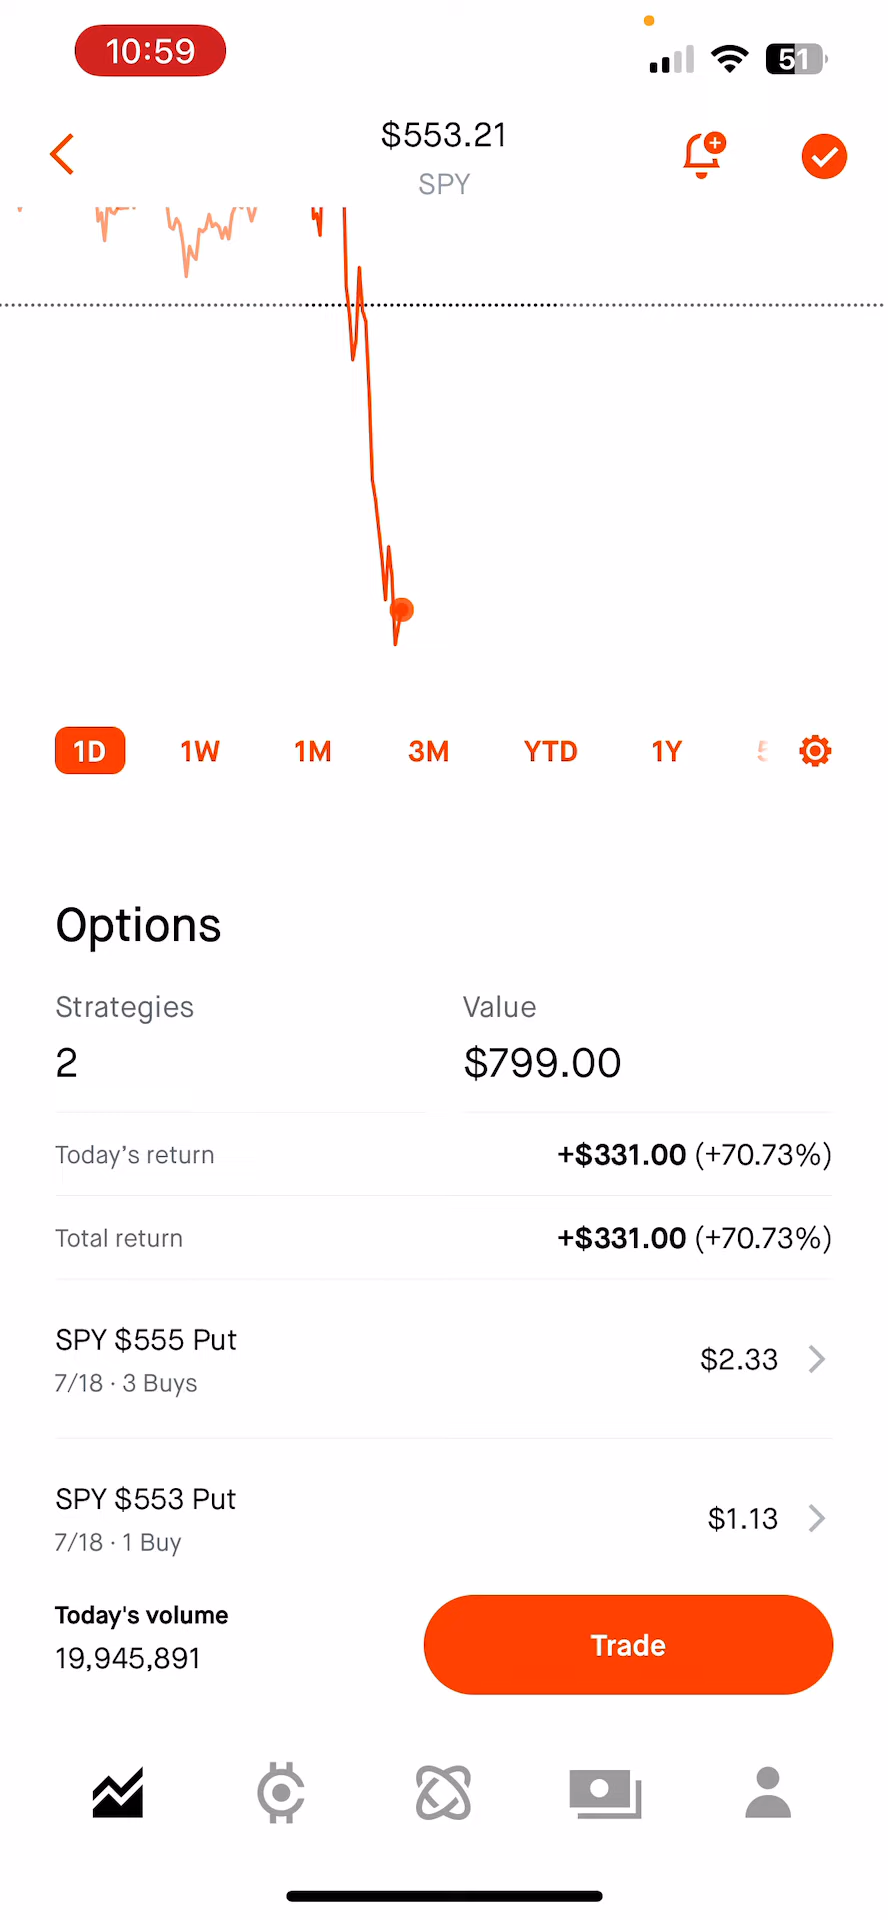 10:59
51
$553.21
SPY
1D 1W 1M 3M YTD 1Y
Options
Strategies Value
2 $799.00
Today's return +$331.00 (+70.73%)
Total return +$331.00 (+70.73%)
SPY $555 Put
$2.33
7/18 · 3 Buys
SPY $553 Put
$1.13
7/18 · 1 Buy
Today's volume
19,945,891
Trade